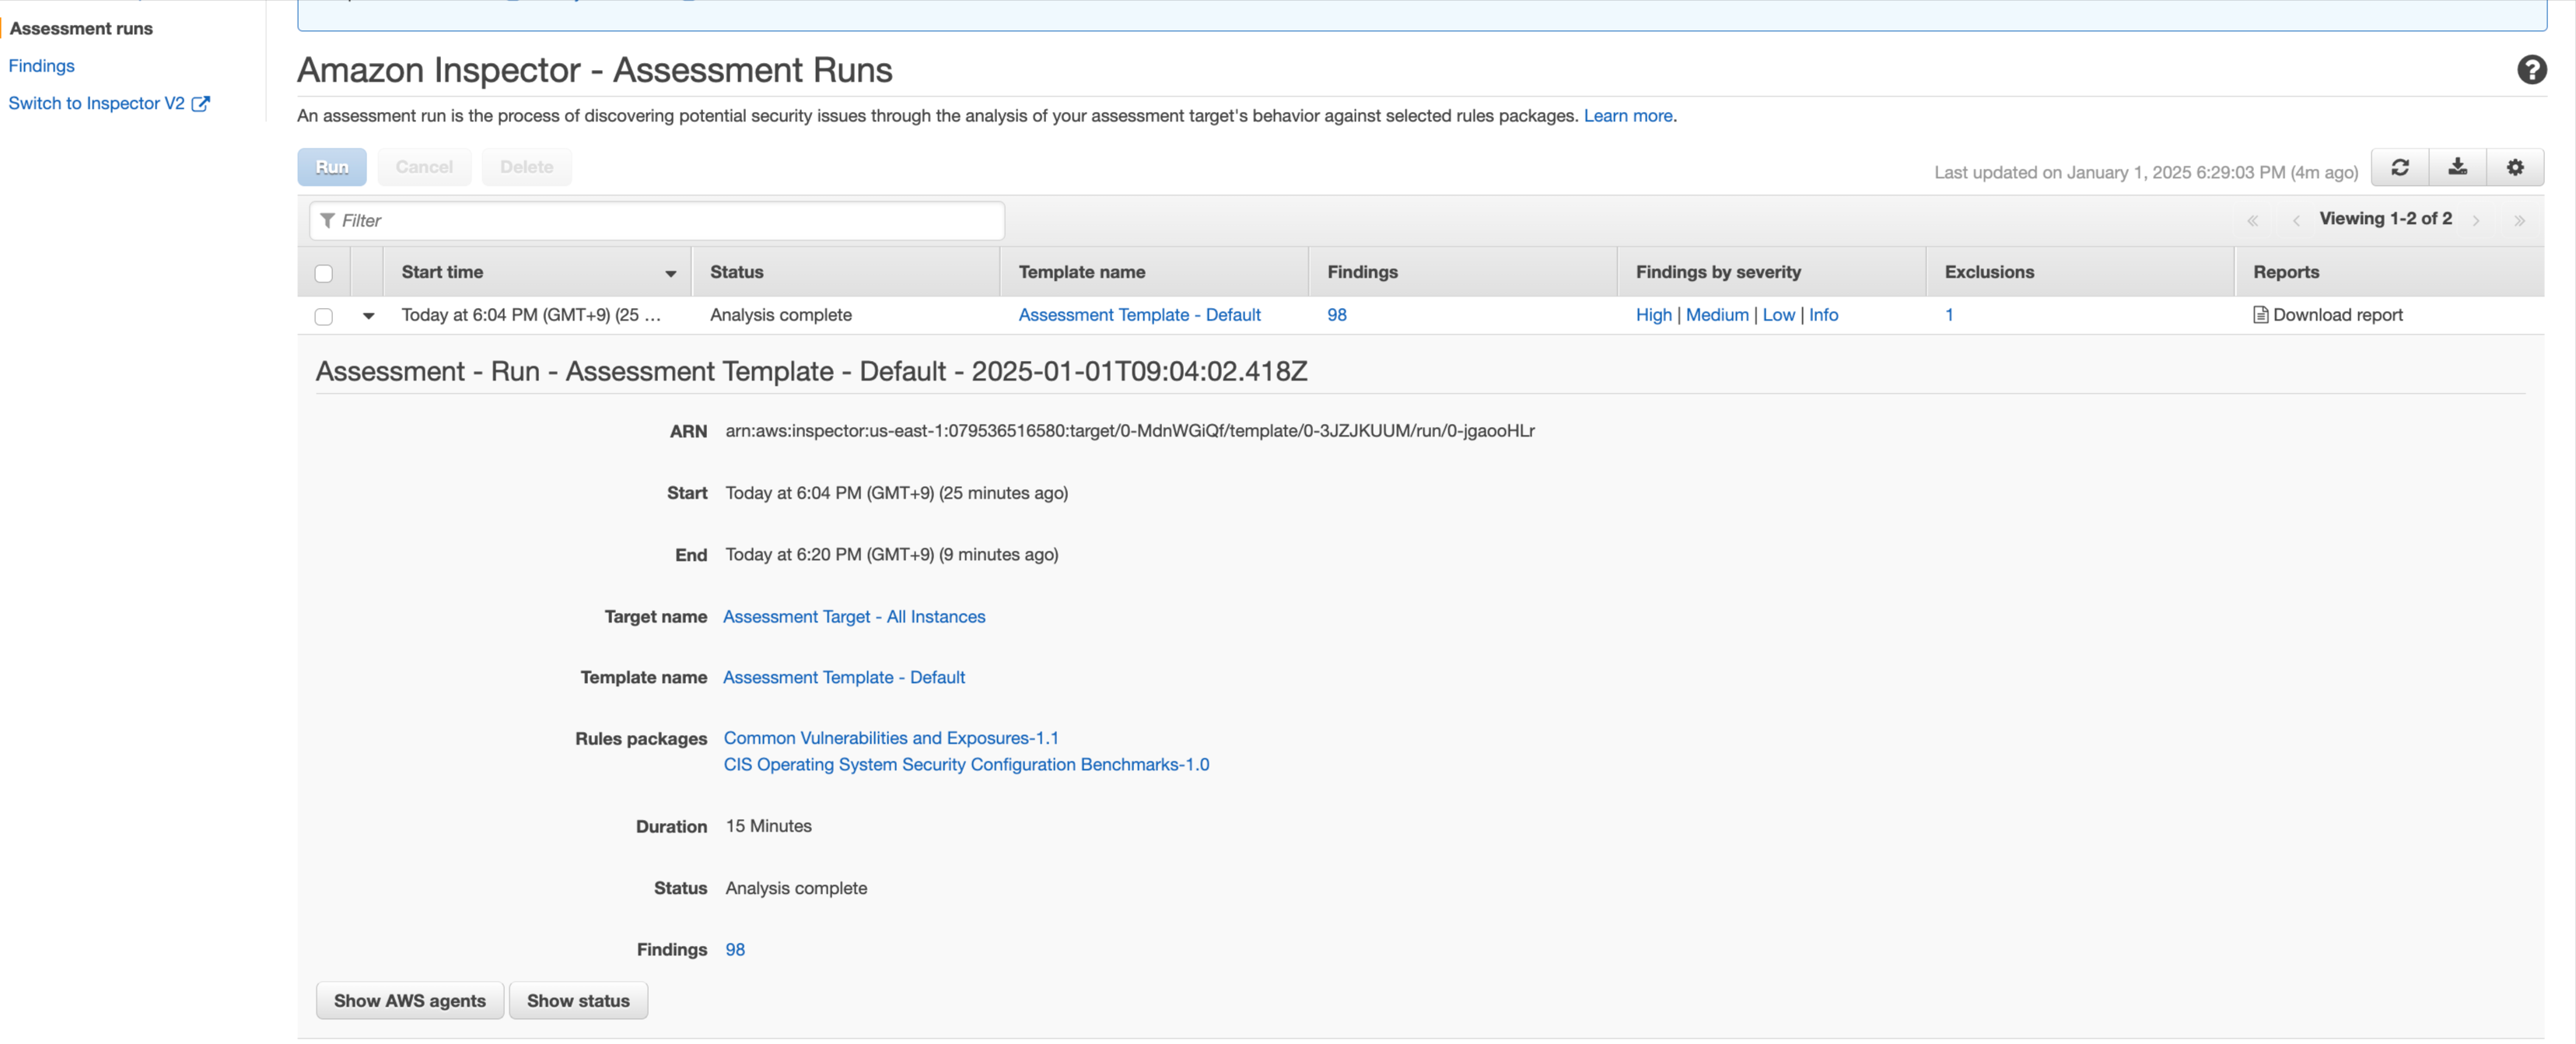 Assessment runs
Findings
Switch to Inspector V2
Amazon Inspector - Assessment Runs
An assessment run is the process of discovering potential security issues through the analysis of your assessment target's behavior against selected rules packages. Learn more.
Run Cancel Delete
Last updated on January 1, 2025 6:29:03 PM (4m ago)
Filter
« ‹ Viewing 1-2 of 2 › »
Start time Status Template name Findings Findings by severity Exclusions Reports
Today at 6:04 PM (GMT+9) (25 ... Analysis complete Assessment Template - Default 98 High | Medium | Low | Info 1 Download report
Assessment - Run - Assessment Template - Default - 2025-01-01T09:04:02.418Z
ARN arn:aws:inspector:us-east-1:079536516580:target/0-MdnWGiQf/template/0-3JZJKUUM/run/0-jgaooHLr
Start Today at 6:04 PM (GMT+9) (25 minutes ago)
End Today at 6:20 PM (GMT+9) (9 minutes ago)
Target name Assessment Target - All Instances
Template name Assessment Template - Default
Rules packages Common Vulnerabilities and Exposures-1.1
CIS Operating System Security Configuration Benchmarks-1.0
Duration 15 Minutes
Status Analysis complete
Findings 98
Show AWS agents Show status